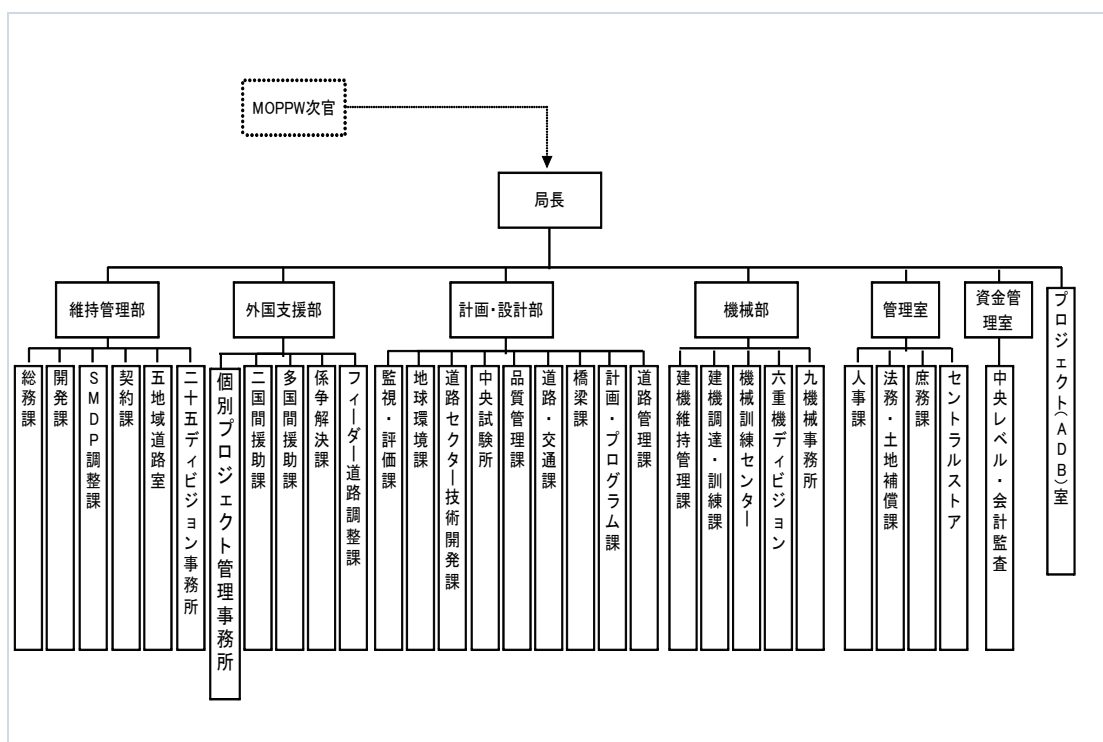 MOPPW次官
局長
維持管理部
外国支援部
計画・設計部
機械部
管理室
資金管
理室
プロジェクト(ADB)室
総務課
開発課
SMDP調整課
契約課
五地域道路室
二十五ディビジョン事務所
個別プロジェクト管理事務所
二国間援助課
多国間援助課
係争解決課
フィーダー道路調整課
監視・評価課
地球環境課
道路セクター技術開発課
中央試験所
品質管理課
道路・交通課
橋梁課
計画・プログラム課
道路管理課
建機維持管理課
建機調達・訓練課
機械訓練センター
六重機ディビジョン
九機械事務所
人事課
法務・土地補償課
庶務課
セントラルストア
中央レベル・会計監査